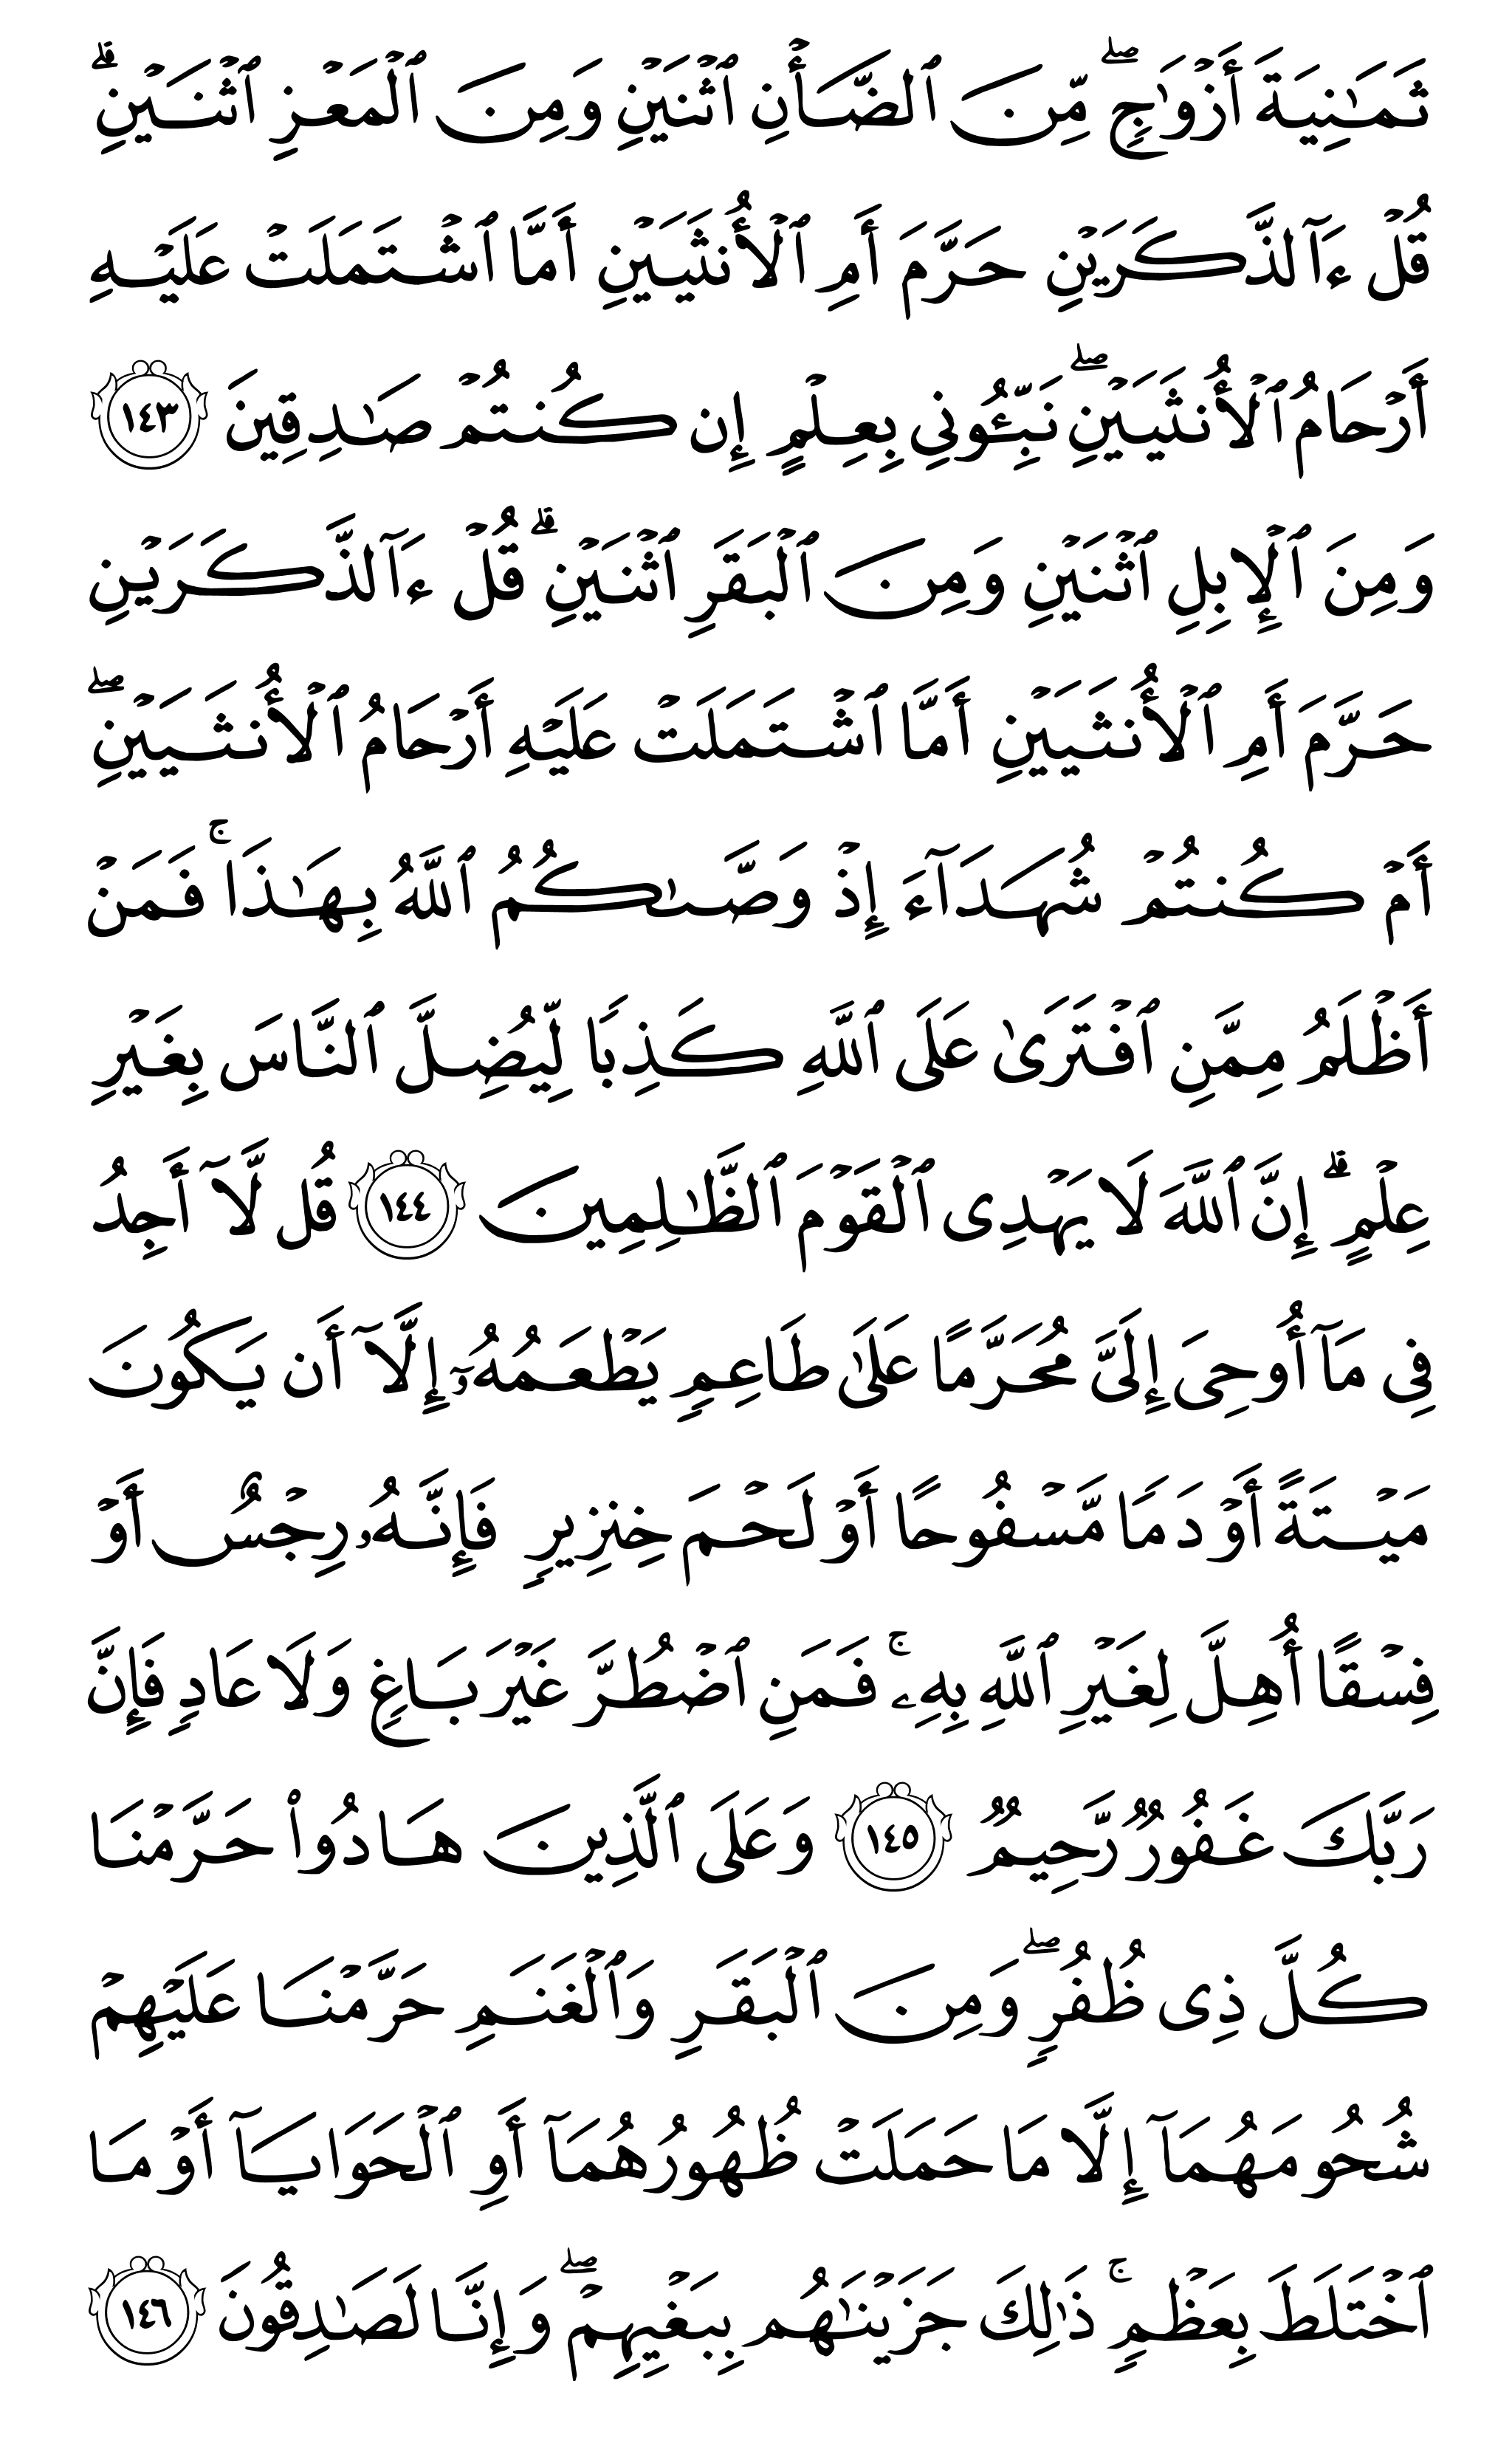 ثَمَٰنِيَةَ أَزْوَٰجٍۖ مِّنَ ٱلضَّأْنِ ٱثْنَيْنِ وَمِنَ ٱلْمَعْزِ ٱثْنَيْنِۗ
قُلْ ءَآلذَّكَرَيْنِ حَرَّمَ أَمِ ٱلْأُنثَيَيْنِ أَمَّا ٱشْتَمَلَتْ عَلَيْهِ
أَرْحَامُ ٱلْأُنثَيَيْنِۖ نَبِّـُٔونِي بِعِلْمٍ إِن كُنتُمْ صَٰدِقِينَ ١٤٣
وَمِنَ ٱلْإِبِلِ ٱثْنَيْنِ وَمِنَ ٱلْبَقَرِ ٱثْنَيْنِۗ قُلْ ءَآلذَّكَرَيْنِ
حَرَّمَ أَمِ ٱلْأُنثَيَيْنِ أَمَّا ٱشْتَمَلَتْ عَلَيْهِ أَرْحَامُ ٱلْأُنثَيَيْنِۖ
أَمْ كُنتُمْ شُهَدَآءَ إِذْ وَصَّىٰكُمُ ٱللَّهُ بِهَٰذَاۚ فَمَنْ
أَظْلَمُ مِمَّنِ ٱفْتَرَىٰ عَلَى ٱللَّهِ كَذِبًا لِّيُضِلَّ ٱلنَّاسَ بِغَيْرِ
عِلْمٍۗ إِنَّ ٱللَّهَ لَا يَهْدِى ٱلْقَوْمَ ٱلظَّٰلِمِينَ ١٤٤ قُل لَّآ أَجِدُ
فِي مَآ أُوحِىَ إِلَىَّ مُحَرَّمًا عَلَىٰ طَاعِمٍ يَطْعَمُهُۥٓ إِلَّآ أَن يَكُونَ
مَيْتَةً أَوْ دَمًا مَّسْفُوحًا أَوْ لَحْمَ خِنزِيرٍ فَإِنَّهُۥ رِجْسٌ أَوْ
فِسْقًا أُهِلَّ لِغَيْرِ ٱللَّهِ بِهِۦۚ فَمَنِ ٱضْطُرَّ غَيْرَ بَاغٍ وَلَا عَادٍ فَإِنَّ
رَبَّكَ غَفُورٌ رَّحِيمٌ ١٤٥ وَعَلَى ٱلَّذِينَ هَادُوا۟ حَرَّمْنَا
كُلَّ ذِى ظُفُرٍۖ وَمِنَ ٱلْبَقَرِ وَٱلْغَنَمِ حَرَّمْنَا عَلَيْهِمْ
شُحُومَهُمَآ إِلَّا مَا حَمَلَتْ ظُهُورُهُمَآ أَوِ ٱلْحَوَايَآ أَوْ مَا
ٱخْتَلَطَ بِعَظْمٍۚ ذَٰلِكَ جَزَيْنَٰهُم بِبَغْيِهِمْۖ وَإِنَّا لَصَٰدِقُونَ ١٤٦